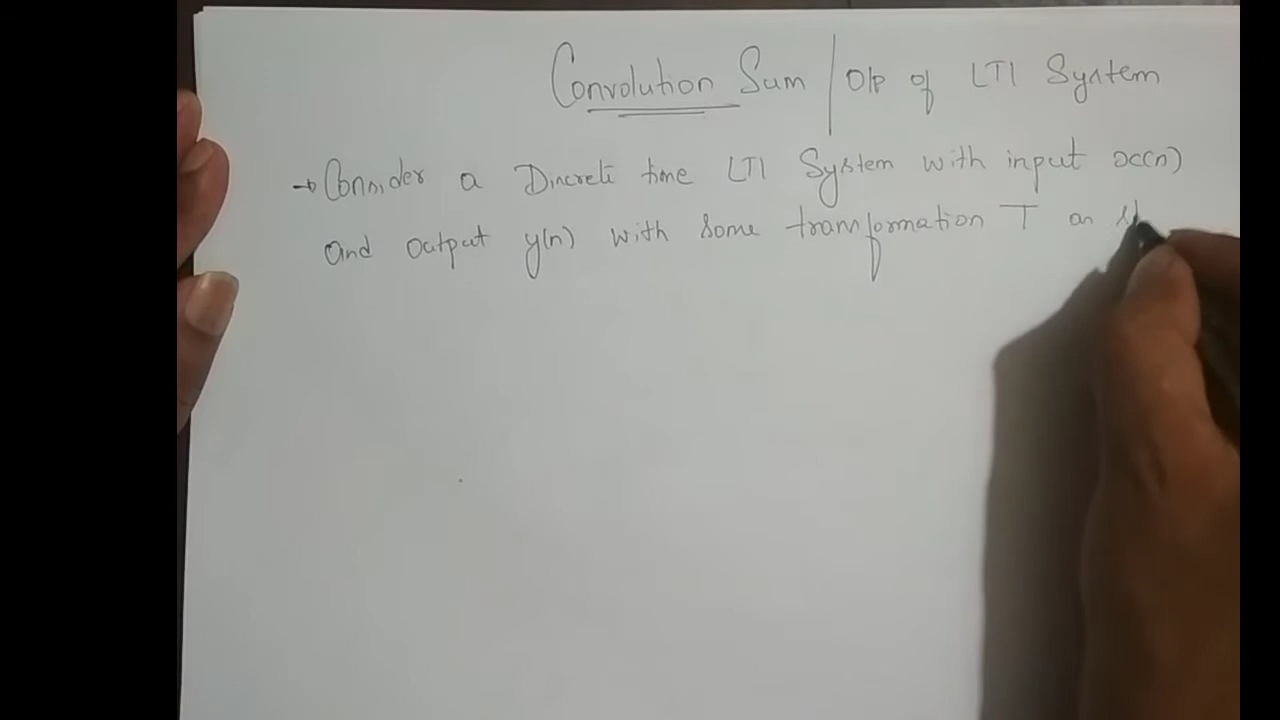 Convolution Sum | O/P of LTI System
→ Consider a Discrete time LTI System with input x(n)
and output y(n) with some transformation T as